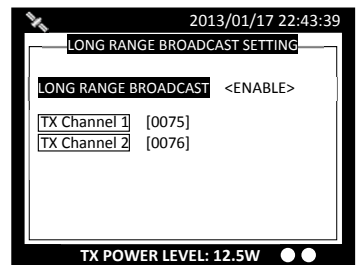 2013/01/17 22:43:39
LONG RANGE BROADCAST SETTING
LONG RANGE BROADCAST <ENABLE>
TX Channel 1 [0075]
TX Channel 2 [0076]
TX POWER LEVEL: 12.5W